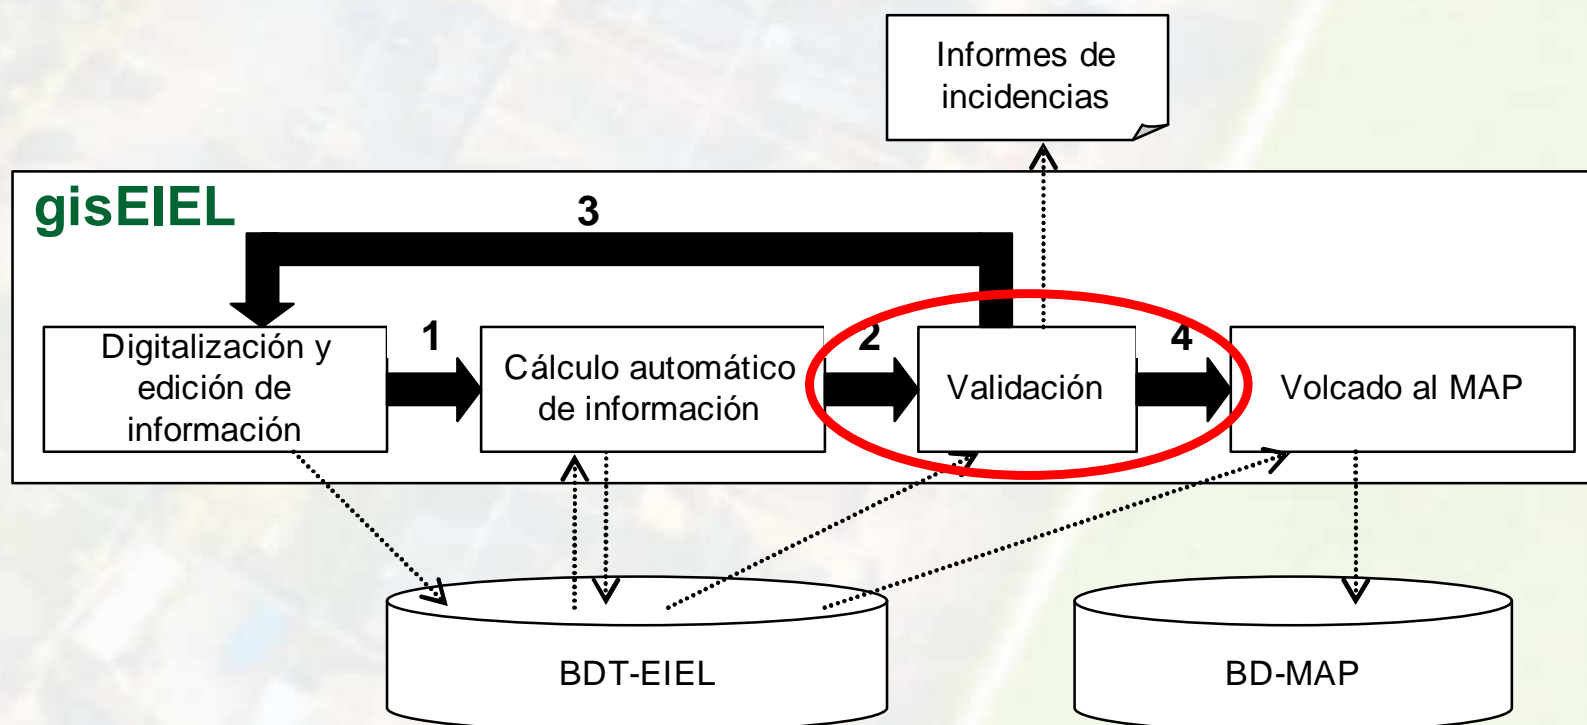 Informes de
incidencias
gisEIEL
3
Digitalización y
edición de
información
1
Cálculo automático
de información
2
Validación
4
Volcado al MAP
BDT-EIEL
BD-MAP